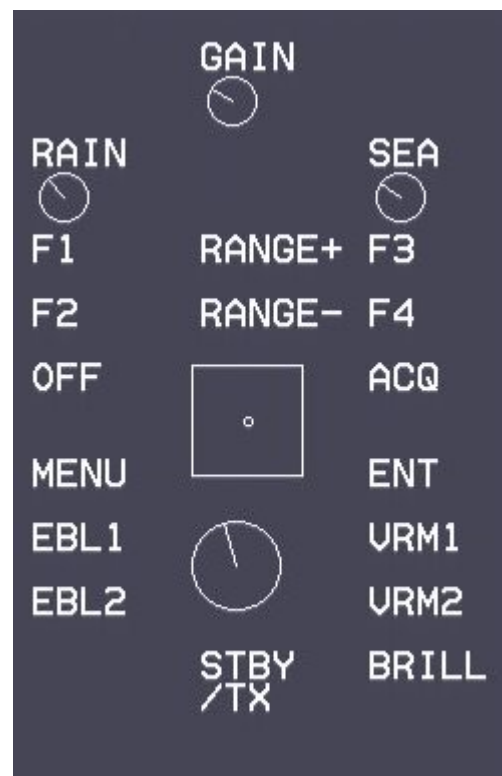 GAIN
RAIN SEA
F1 RANGE+ F3
F2 RANGE- F4
OFF ACQ
MENU ENT
EBL1 VRM1
EBL2 VRM2
STBY BRILL
/TX